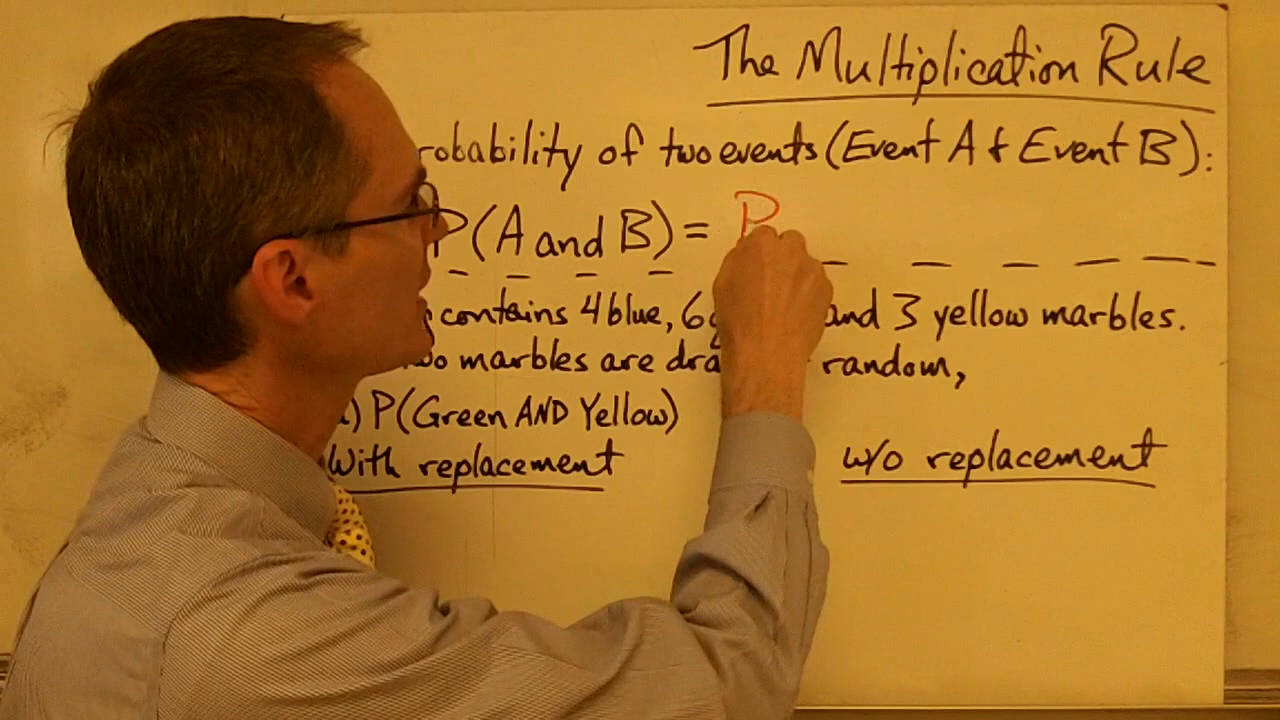 The Multiplication Rule
robability of two events (Event A & Event B):
P(A and B) = P
contains 4 blue, 6 and 3 yellow marbles.
marbles are random,
) P(Green AND Yellow)
With replacement
w/o replacement